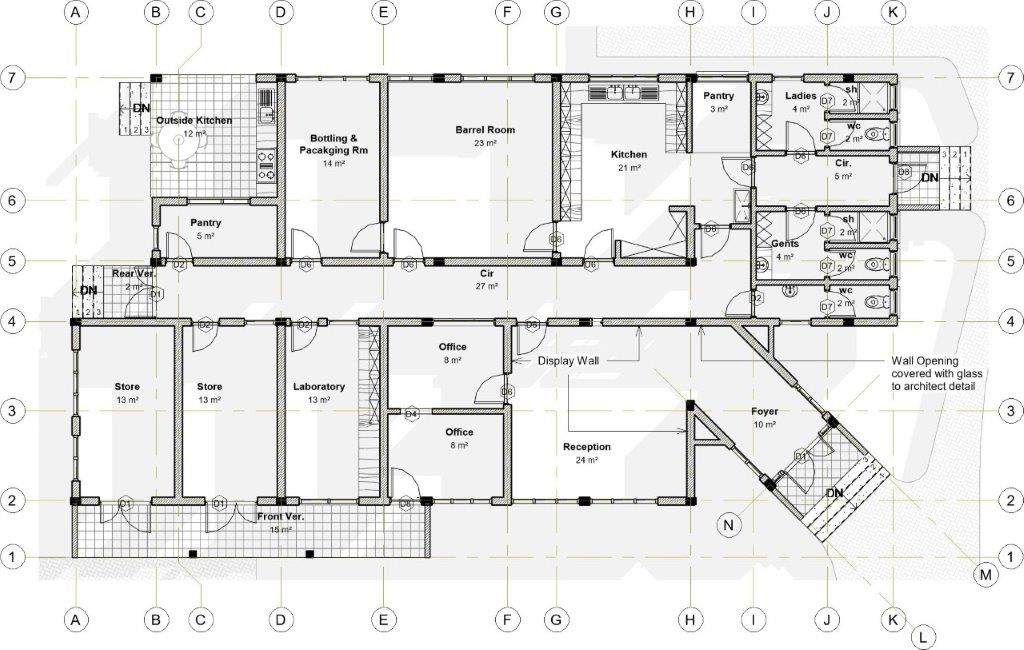 A B C D E F G H I J K
7 7
DN
1 2 3
Outside Kitchen
12 m²
Bottling &
Pacakging Rm
14 m²
Barrel Room
23 m²
Kitchen
21 m²
Pantry
3 m²
Ladies
4 m²
sh
2 m²
D7
wc
2 m²
D7
D6
D6
Cir.
5 m²
D8
3 2 1
DN
6 6
D6
Pantry
5 m²
D2
D6
D6
D6
D6
D8
Gents
4 m²
sh
2 m²
D7
wc
2 m²
D7
wc
2 m²
D7
D2
5 5
Rear Ver.
2 m²
D1
DN
1 2 3
Cir
27 m²
4 4
D2
D2
D6
Office
8 m²
Display Wall
Wall Opening
covered with glass
to architect detail
Store
13 m²
Store
13 m²
Laboratory
13 m²
D6
D4
Office
8 m²
Reception
24 m²
Foyer
10 m²
3 3
D1
3 2 1
DN
2 2
D1
D1
D8
Front Ver.
15 m²
N
1 1
M
A B C D E F G H I J K
L